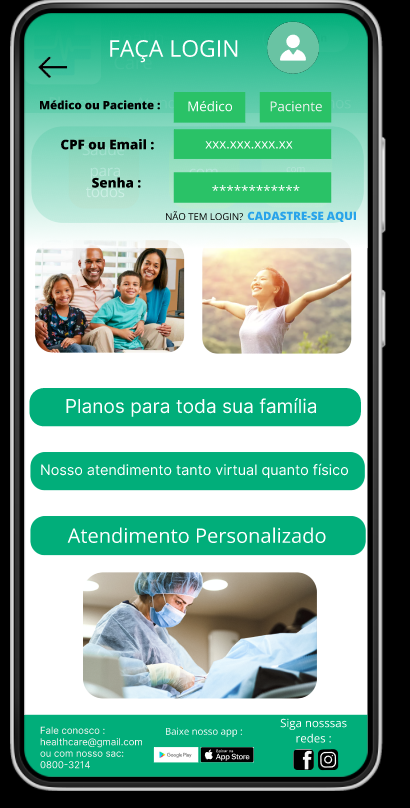 FAÇA LOGIN
Médico ou Paciente :
Médico
Paciente
CPF ou Email :
xxx.xxx.xxx.xx
Senha :
************
NÃO TEM LOGIN? CADASTRE-SE AQUI
Planos para toda sua família
Nosso atendimento tanto virtual quanto físico
Atendimento Personalizado
Fale conosco :
healthcare@gmail.com
ou com nosso sac:
0800-3214
Baixe nosso app :
Google Play
App Store
Siga nosssas
redes :